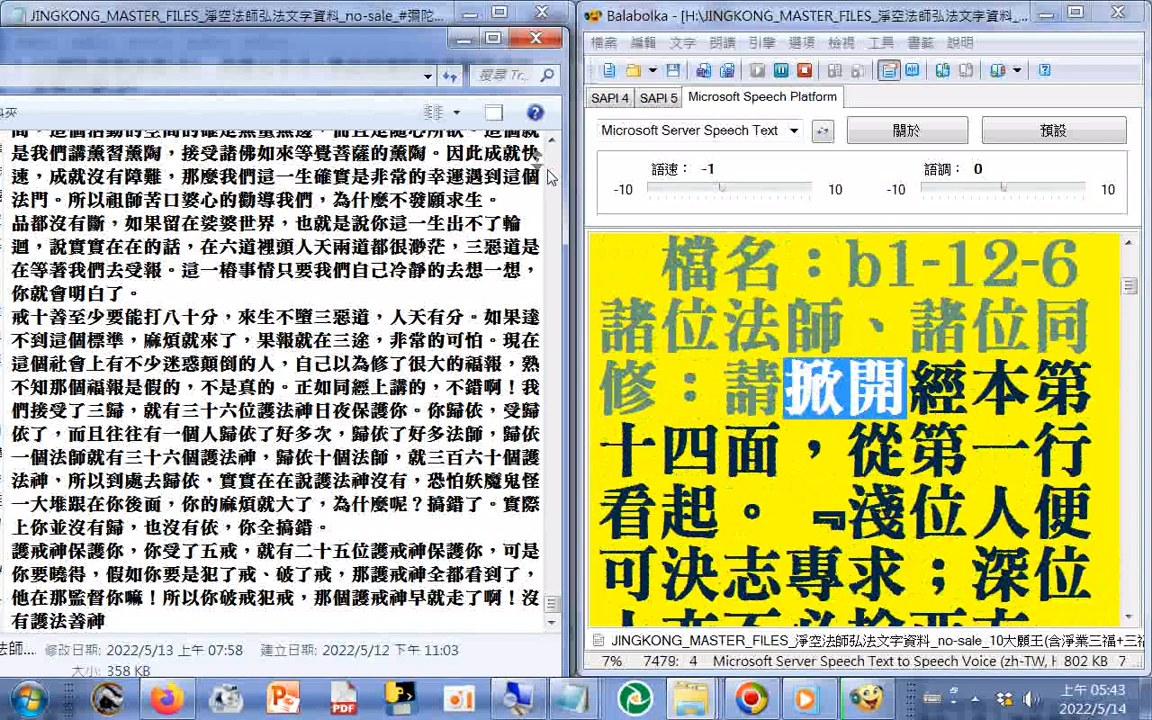 JINGKONG_MASTER_FILES_淨空法師弘法文字資料_no-sale_#彌陀...
搜尋 Tr...
是我們講薰習薰陶，接受諸佛如來等覺菩薩的薰陶。因此成就快
速，成就沒有障難，那麼我們這一生確實是非常的幸運遇到這個
法門。所以祖師苦口婆心的勸導我們，為什麼不發願求生。
品都沒有斷，如果留在娑婆世界，也就是說你這一生出不了輪
迴，說實實在在的話，在六道裡頭人天兩道都很渺茫，三惡道是
在等著我們去受報。這一樁事情只要我們自己冷靜的去想一想，
你就會明白了。
戒十善至少要能打八十分，來生不墮三惡道，人天有分。如果達
不到這個標準，麻煩就來了，果報就在三途，非常的可怕。現在
這個社會上有不少迷惑顛倒的人，自己以為修了很大的福報，熟
不知那個福報是假的，不是真的。正如同經上講的，不錯啊！我
們接受了三歸，就有三十六位護法神日夜保護你。你歸依，受歸
依了，而且往往有一個人歸依了好多次，歸依了好多法師，歸依
一個法師就有三十六個護法神，歸依十個法師，就三百六十個護
法神、所以到處去歸依、實實在在說護法神沒有，恐怕妖魔鬼怪
一大堆跟在你後面，你的麻煩就大了，為什麼呢？搞錯了。實際
上你並沒有歸，也沒有依，你全搞錯。
護戒神保護你，你受了五戒，就有二十五位護戒神保護你，可是
你要曉得，假如你要是犯了戒、破了戒，那護戒神全都看到了，
他在那監督你嘛！所以你破戒犯戒，那個護戒神早就走了啊！沒
有護法善神
法師... 修改日期: 2022/5/13 上午 07:58 建立日期: 2022/5/12 下午 11:03
大小: 358 KB
Balabolka - [H:\JINGKONG_MASTER_FILES_淨空法師弘法文字資料_...
檔案 編輯 文字 朗讀 引擎 選項 檢視 工具 書籤 說明
SAPI 4 SAPI 5 Microsoft Speech Platform
Microsoft Server Speech Text 關於 預設
語速： -1 語調： 0
-10 10 -10 10
檔名：b1-12-6
諸位法師、諸位同
修：請掀開經本第
十四面，從第一行
看起。『淺位人便
可決志專求；深位
JINGKONG_MASTER_FILES_淨空法師弘法文字資料_no-sale_10大願王(含淨業三福+三福
7% 7479: 4 Microsoft Server Speech Text to Speech Voice (zh-TW, H 802 KB 7
上午 05:43
2022/5/14